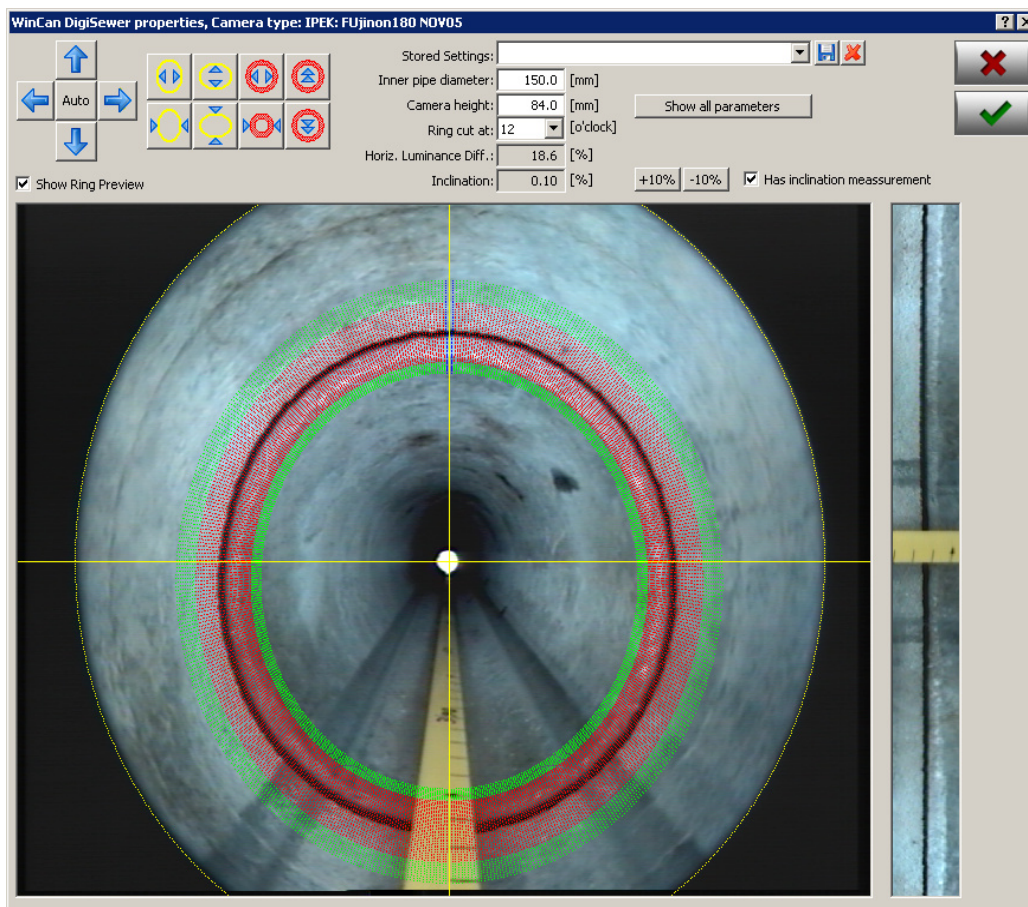 WinCan DigiSewer properties, Camera type: IPEK: FUjinon180 NOV05
Auto
Show Ring Preview
Stored Settings:
Inner pipe diameter: 150.0 [mm]
Camera height: 84.0 [mm] Show all parameters
Ring cut at: 12 [o'clock]
Horiz. Luminance Diff.: 18.6 [%]
Inclination: 0.10 [%] +10% -10% Has inclination meassurement